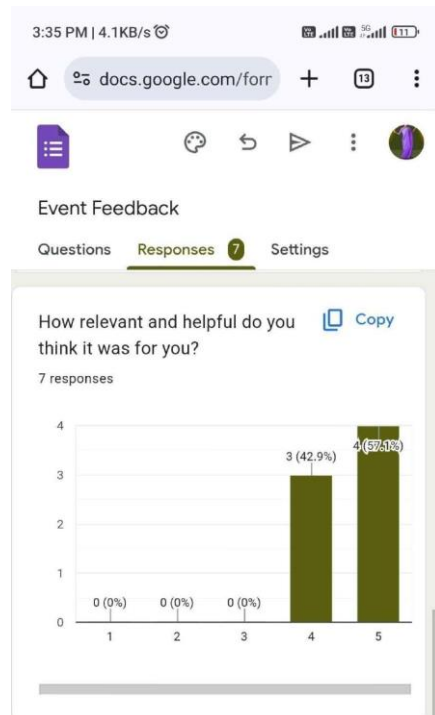 3:35 PM | 4.1KB/s
5G
11
docs.google.com/forr
13
Event Feedback
Questions Responses 7 Settings
How relevant and helpful do you think it was for you?
Copy
7 responses
4
3
2
1
0
0 (0%) 0 (0%) 0 (0%) 3 (42.9%) 4 (57.1%)
1 2 3 4 5